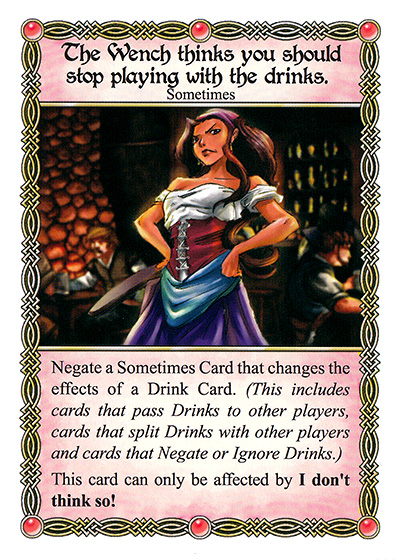 The Wench thinks you should
stop playing with the drinks.
Sometimes
Negate a Sometimes Card that changes the
effects of a Drink Card. (This includes
cards that pass Drinks to other players,
cards that split Drinks with other players
and cards that Negate or Ignore Drinks.)
This card can only be affected by I don't
think so!